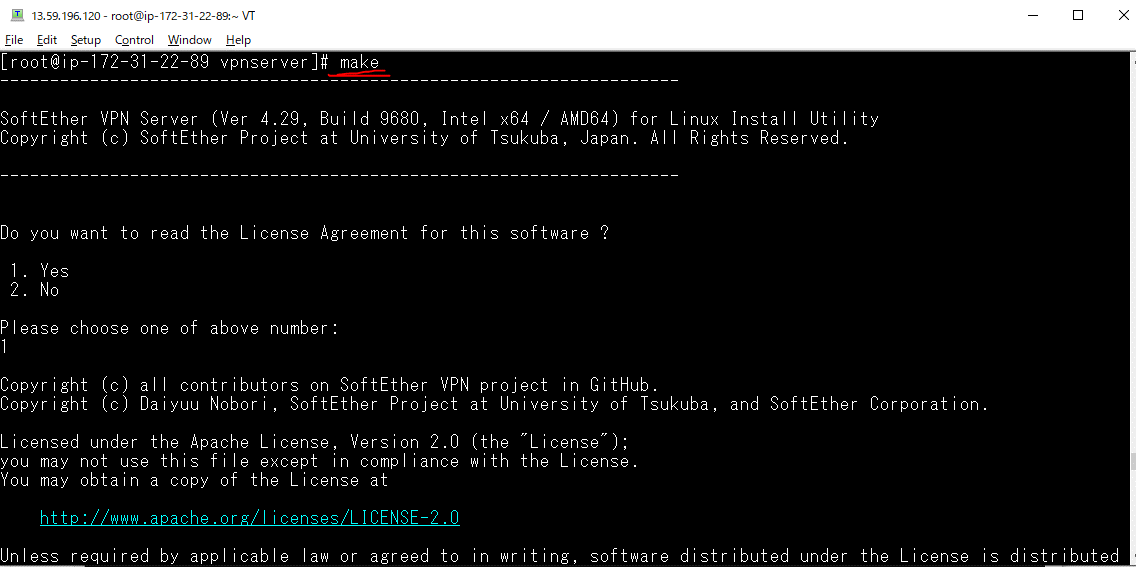 13.59.196.120 - root@ip-172-31-22-89:~ VT
File Edit Setup Control Window Help
[root@ip-172-31-22-89 vpnserver]# make
--------------------------------------------------------------------
SoftEther VPN Server (Ver 4.29, Build 9680, Intel x64 / AMD64) for Linux Install Utility
Copyright (c) SoftEther Project at University of Tsukuba, Japan. All Rights Reserved.
--------------------------------------------------------------------
Do you want to read the License Agreement for this software ?
1. Yes
2. No
Please choose one of above number:
1
Copyright (c) all contributors on SoftEther VPN project in GitHub.
Copyright (c) Daiyuu Nobori, SoftEther Project at University of Tsukuba, and SoftEther Corporation.
Licensed under the Apache License, Version 2.0 (the "License");
you may not use this file except in compliance with the License.
You may obtain a copy of the License at
http://www.apache.org/licenses/LICENSE-2.0
Unless required by applicable law or agreed to in writing, software distributed under the License is distributed